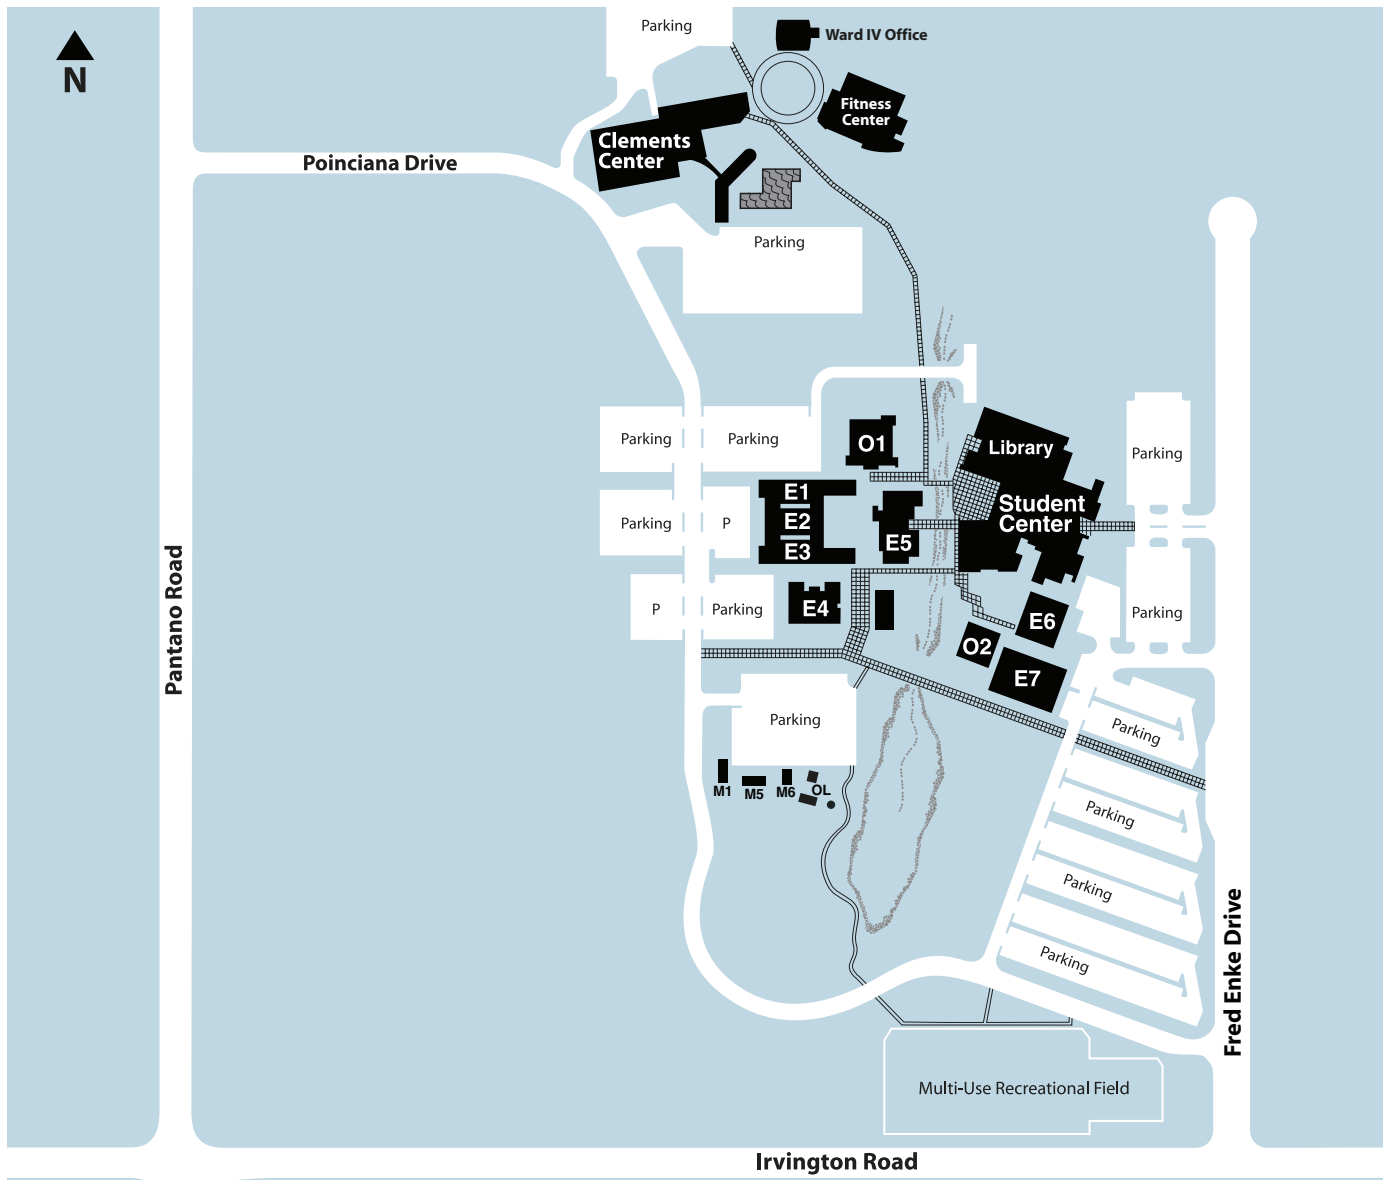 Parking
Ward IV Office
N
Fitness
Center
Clements
Center
Poinciana Drive
Parking
Parking
Parking
O1
Library
Parking
E1
Student
Center
Parking
P
E2
E5
E3
Parking
P
Parking
E4
E6
O2
E7
Pantano Road
Parking
Parking
M1
M5
M6
OL
Parking
Parking
Parking
Fred Enke Drive
Multi-Use Recreational Field
Irvington Road